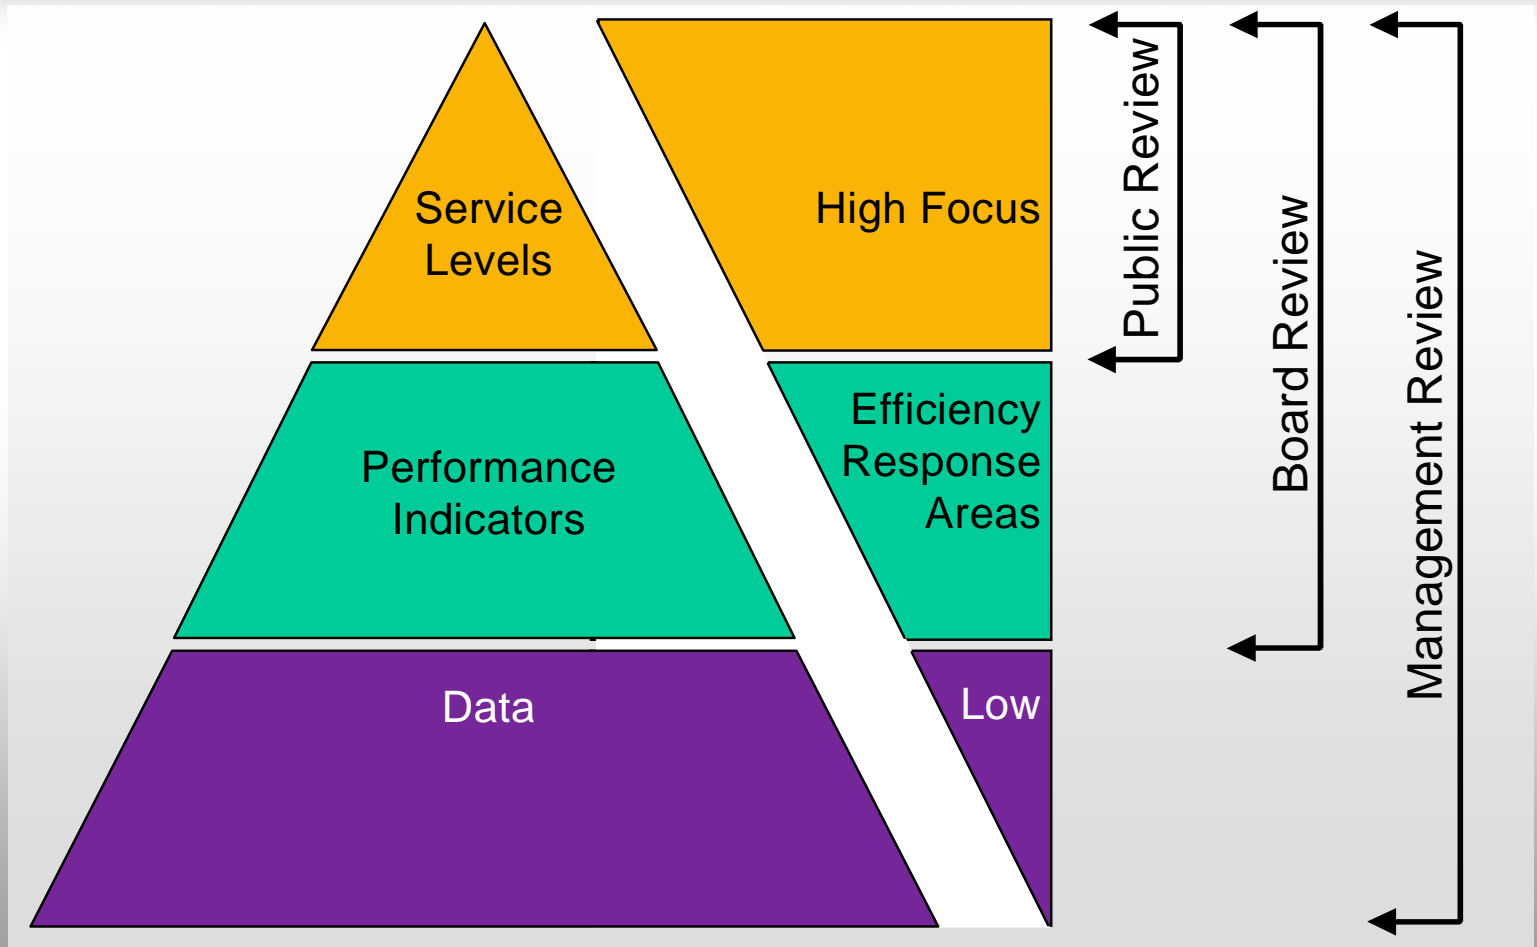 Service
Levels
High Focus
Performance
Indicators
Efficiency
Response
Areas
Data
Low
Public Review
Board Review
Management Review